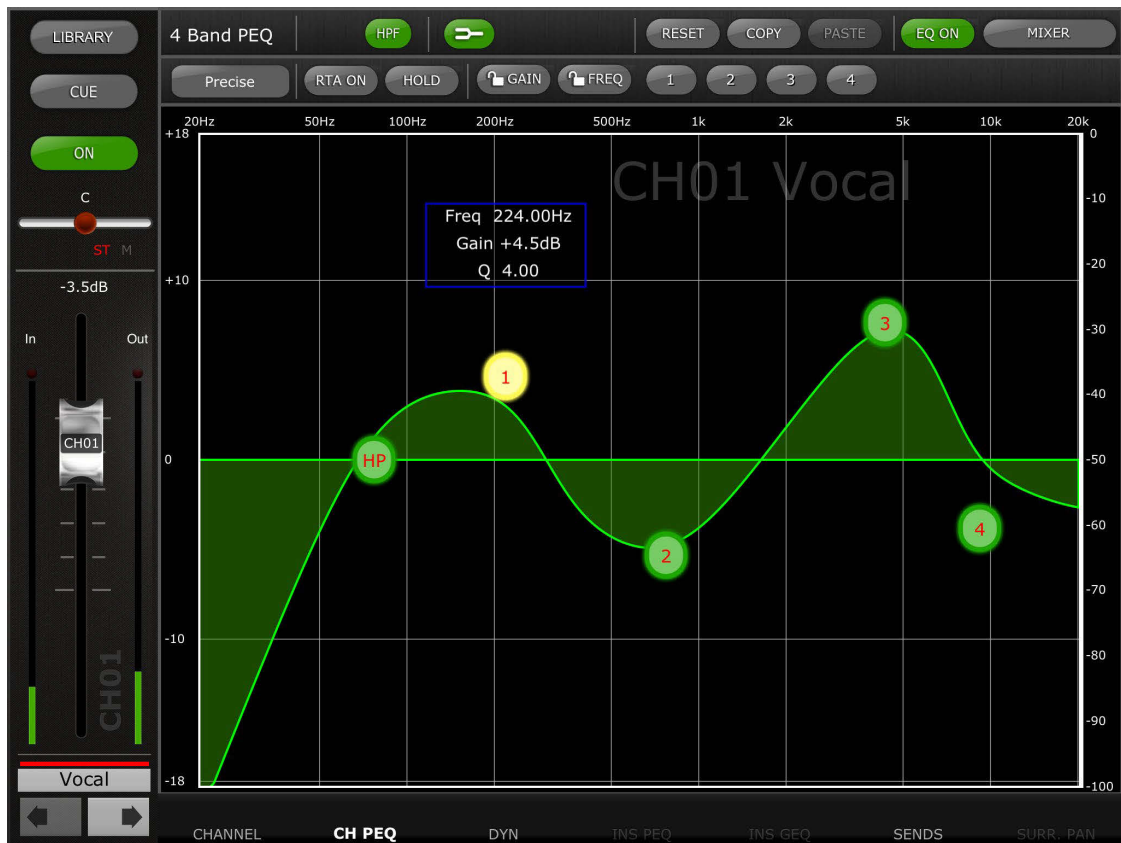 LIBRARY
4 Band PEQ
HPF
RESET
COPY
PASTE
EQ ON
MIXER
CUE
Precise
RTA ON
HOLD
GAIN
FREQ
1
2
3
4
ON
20Hz 50Hz 100Hz 200Hz 500Hz 1k 2k 5k 10k 20k
+18
0
CH01 Vocal
C
-10
Freq 224.00Hz
Gain +4.5dB
Q 4.00
ST M
-20
+10
-3.5dB
In
Out
-30
3
1
-40
CH01
HP
0
-50
4
-60
2
-70
-10
-80
CH01
-90
Vocal
-18
-100
CHANNEL
CH PEQ
DYN
INS PEQ
INS GEQ
SENDS
SURR. PAN